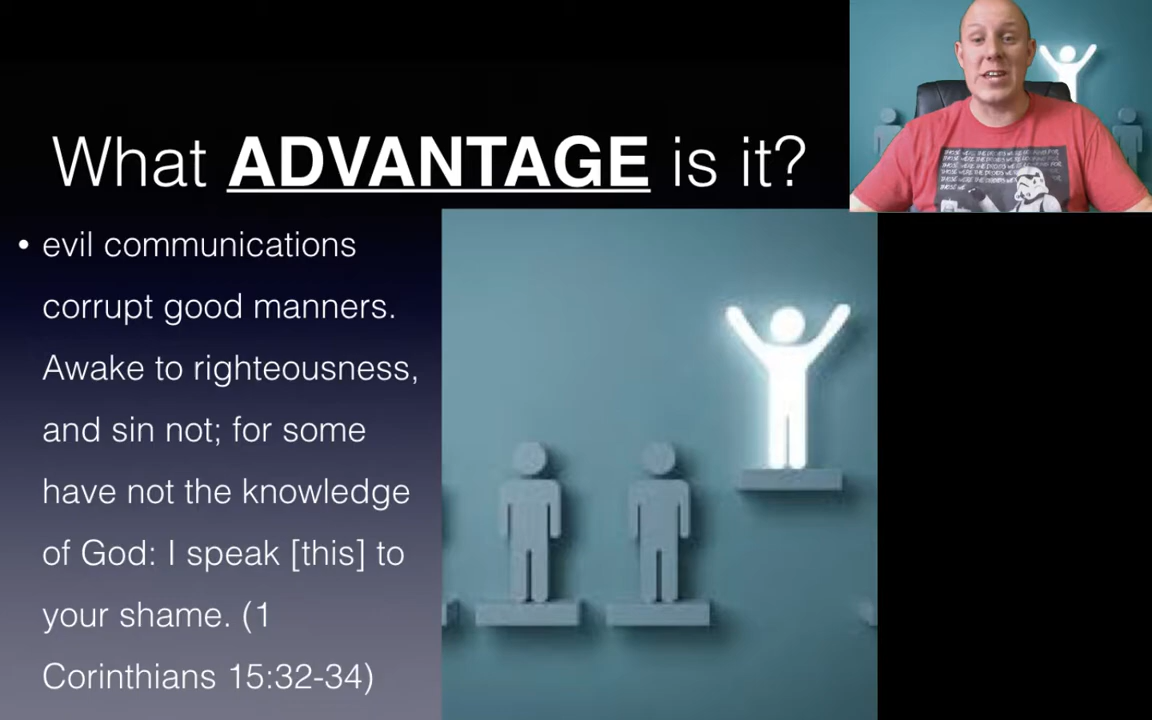 What ADVANTAGE is it?
• evil communications
corrupt good manners.
Awake to righteousness,
and sin not; for some
have not the knowledge
of God: I speak [this] to
your shame. (1
Corinthians 15:32-34)